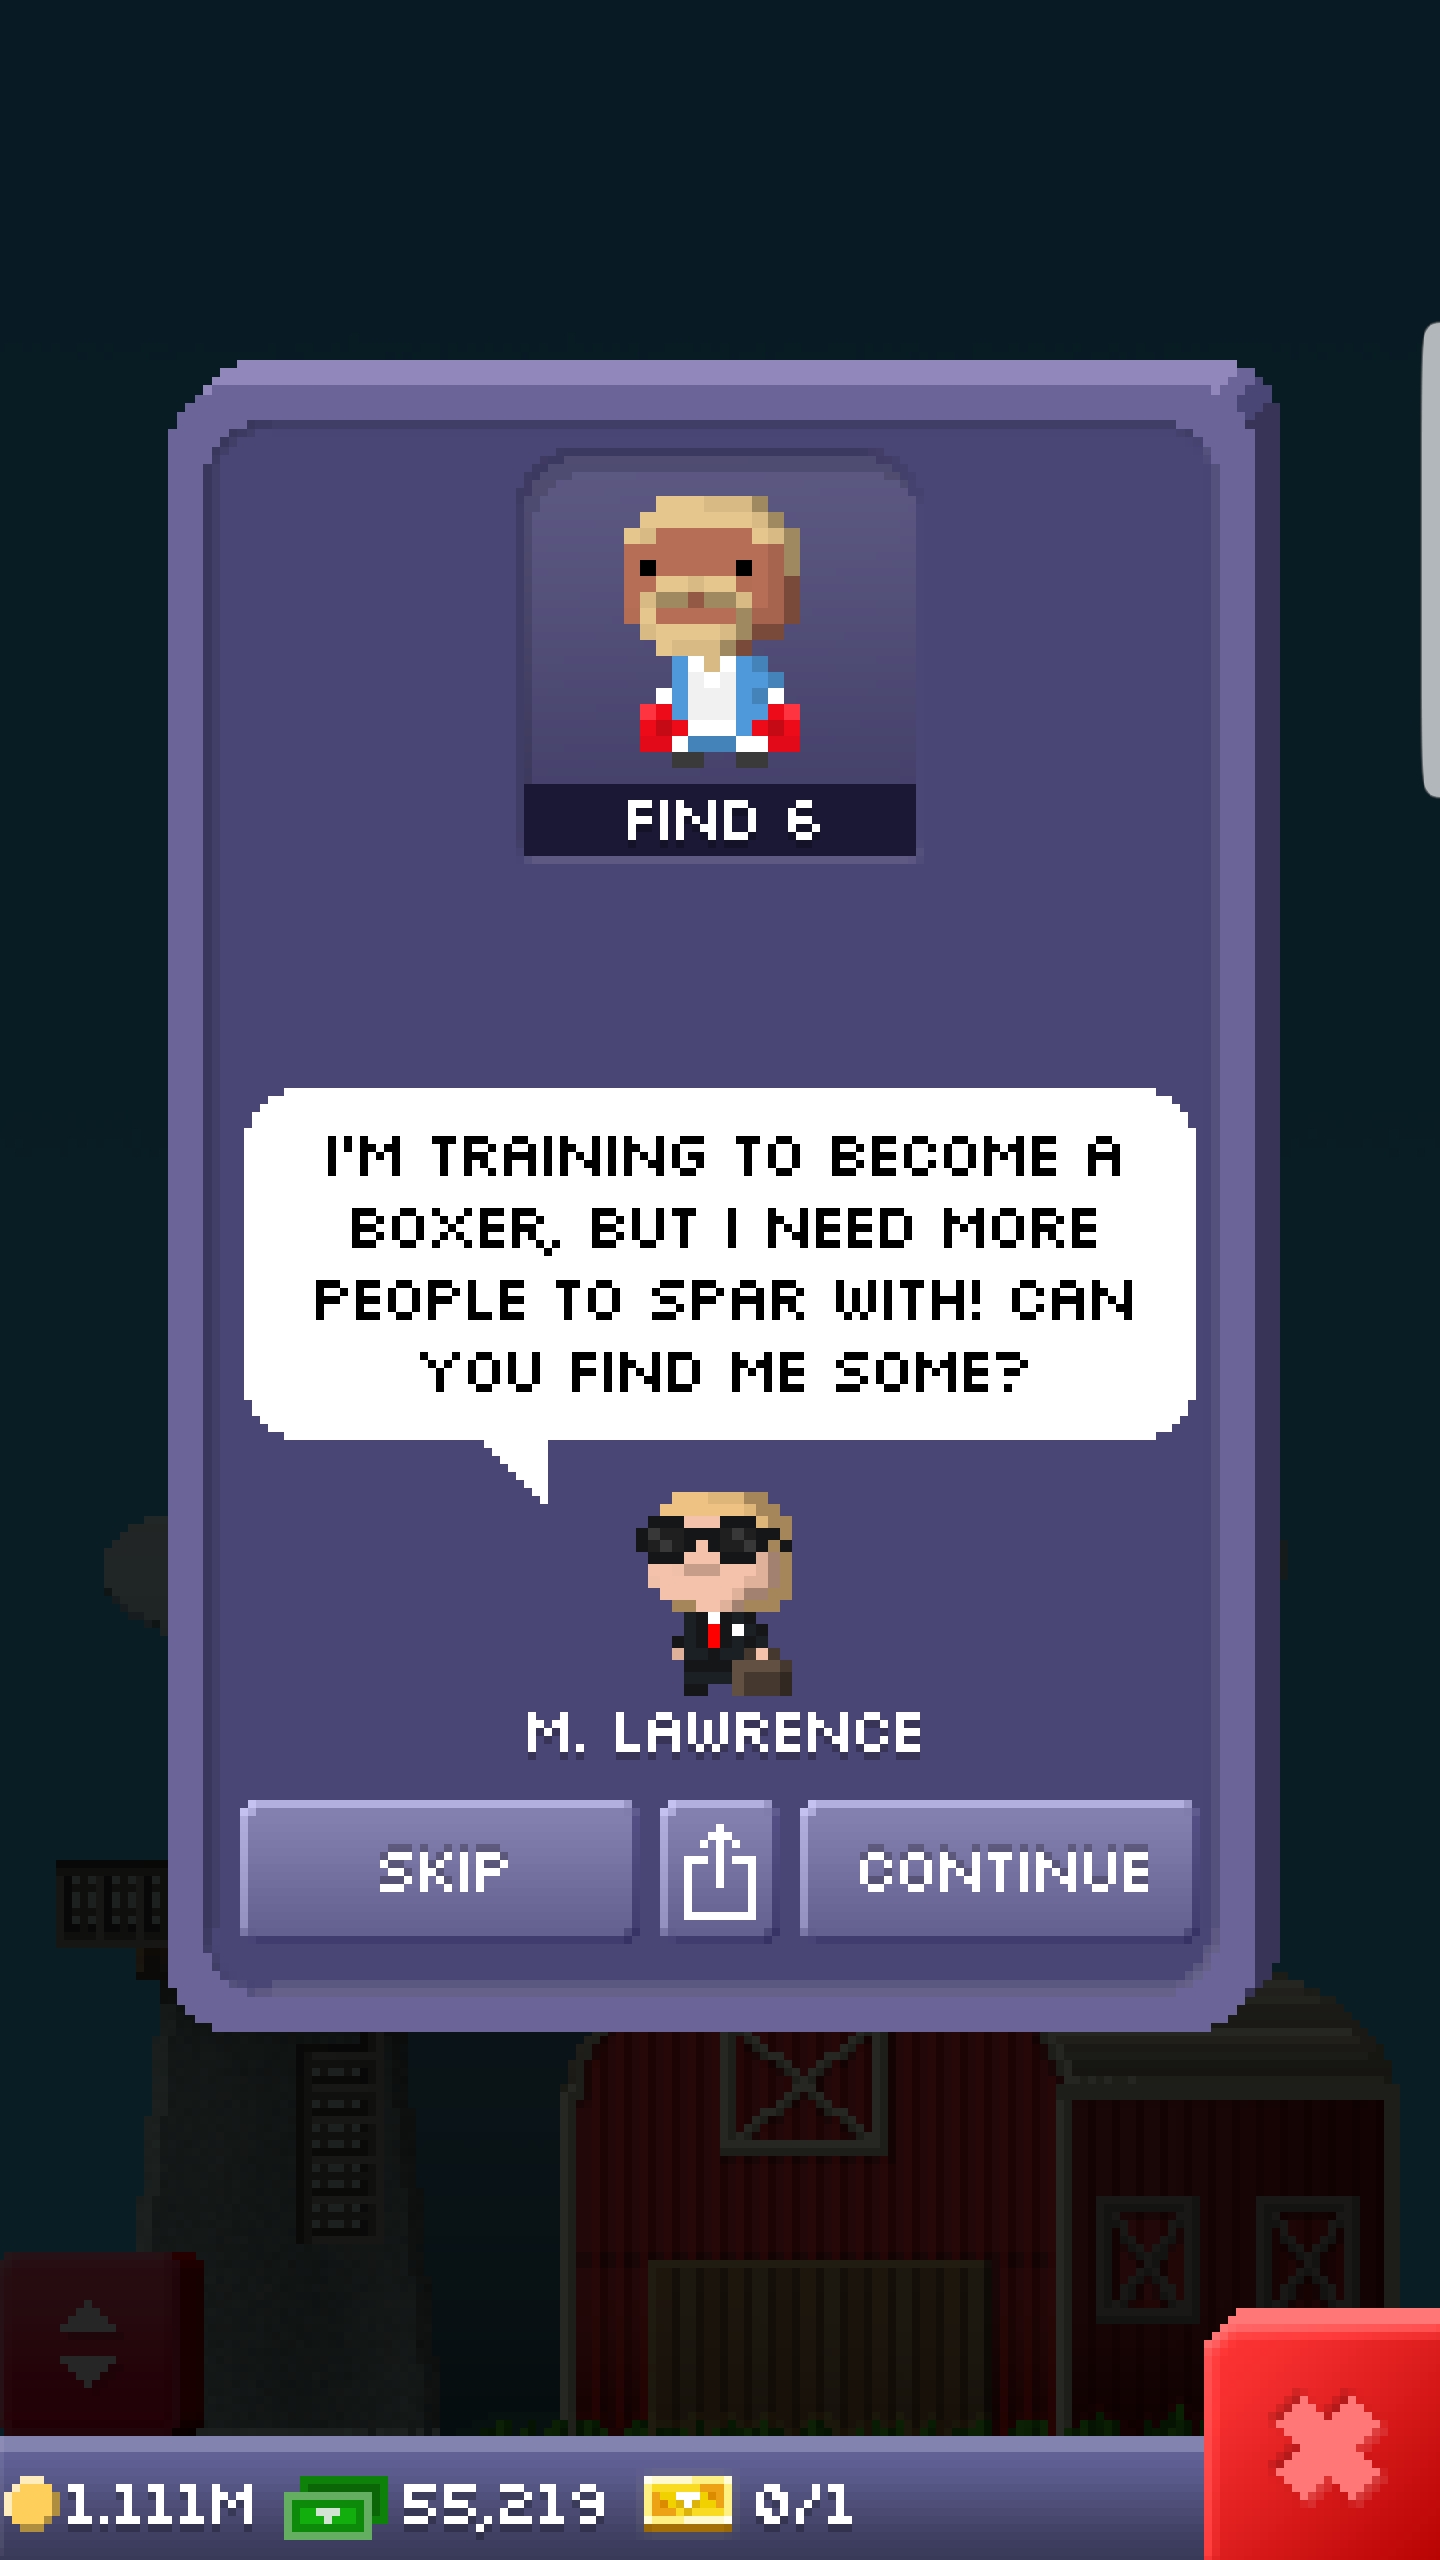 FIND 6
I'M TRAINING TO BECOME A
BOXER, BUT I NEED MORE
PEOPLE TO SPAR WITH! CAN
YOU FIND ME SOME?
M. LAWRENCE
SKIP
CONTINUE
1.111M 55,219 0/1